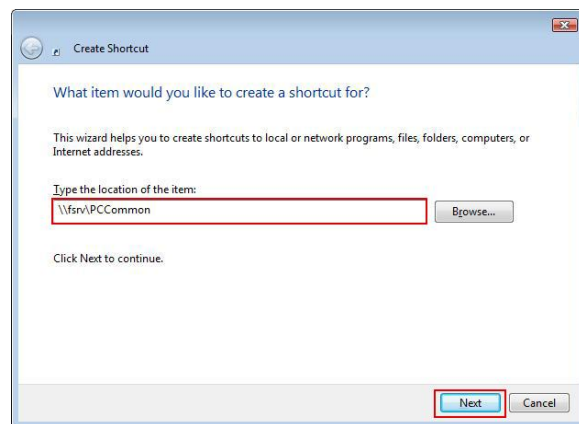 Create Shortcut
What item would you like to create a shortcut for?
This wizard helps you to create shortcuts to local or network programs, files, folders, computers, or
Internet addresses.
Type the location of the item:
\\fsrv\PCCommon
Browse...
Click Next to continue.
Next
Cancel